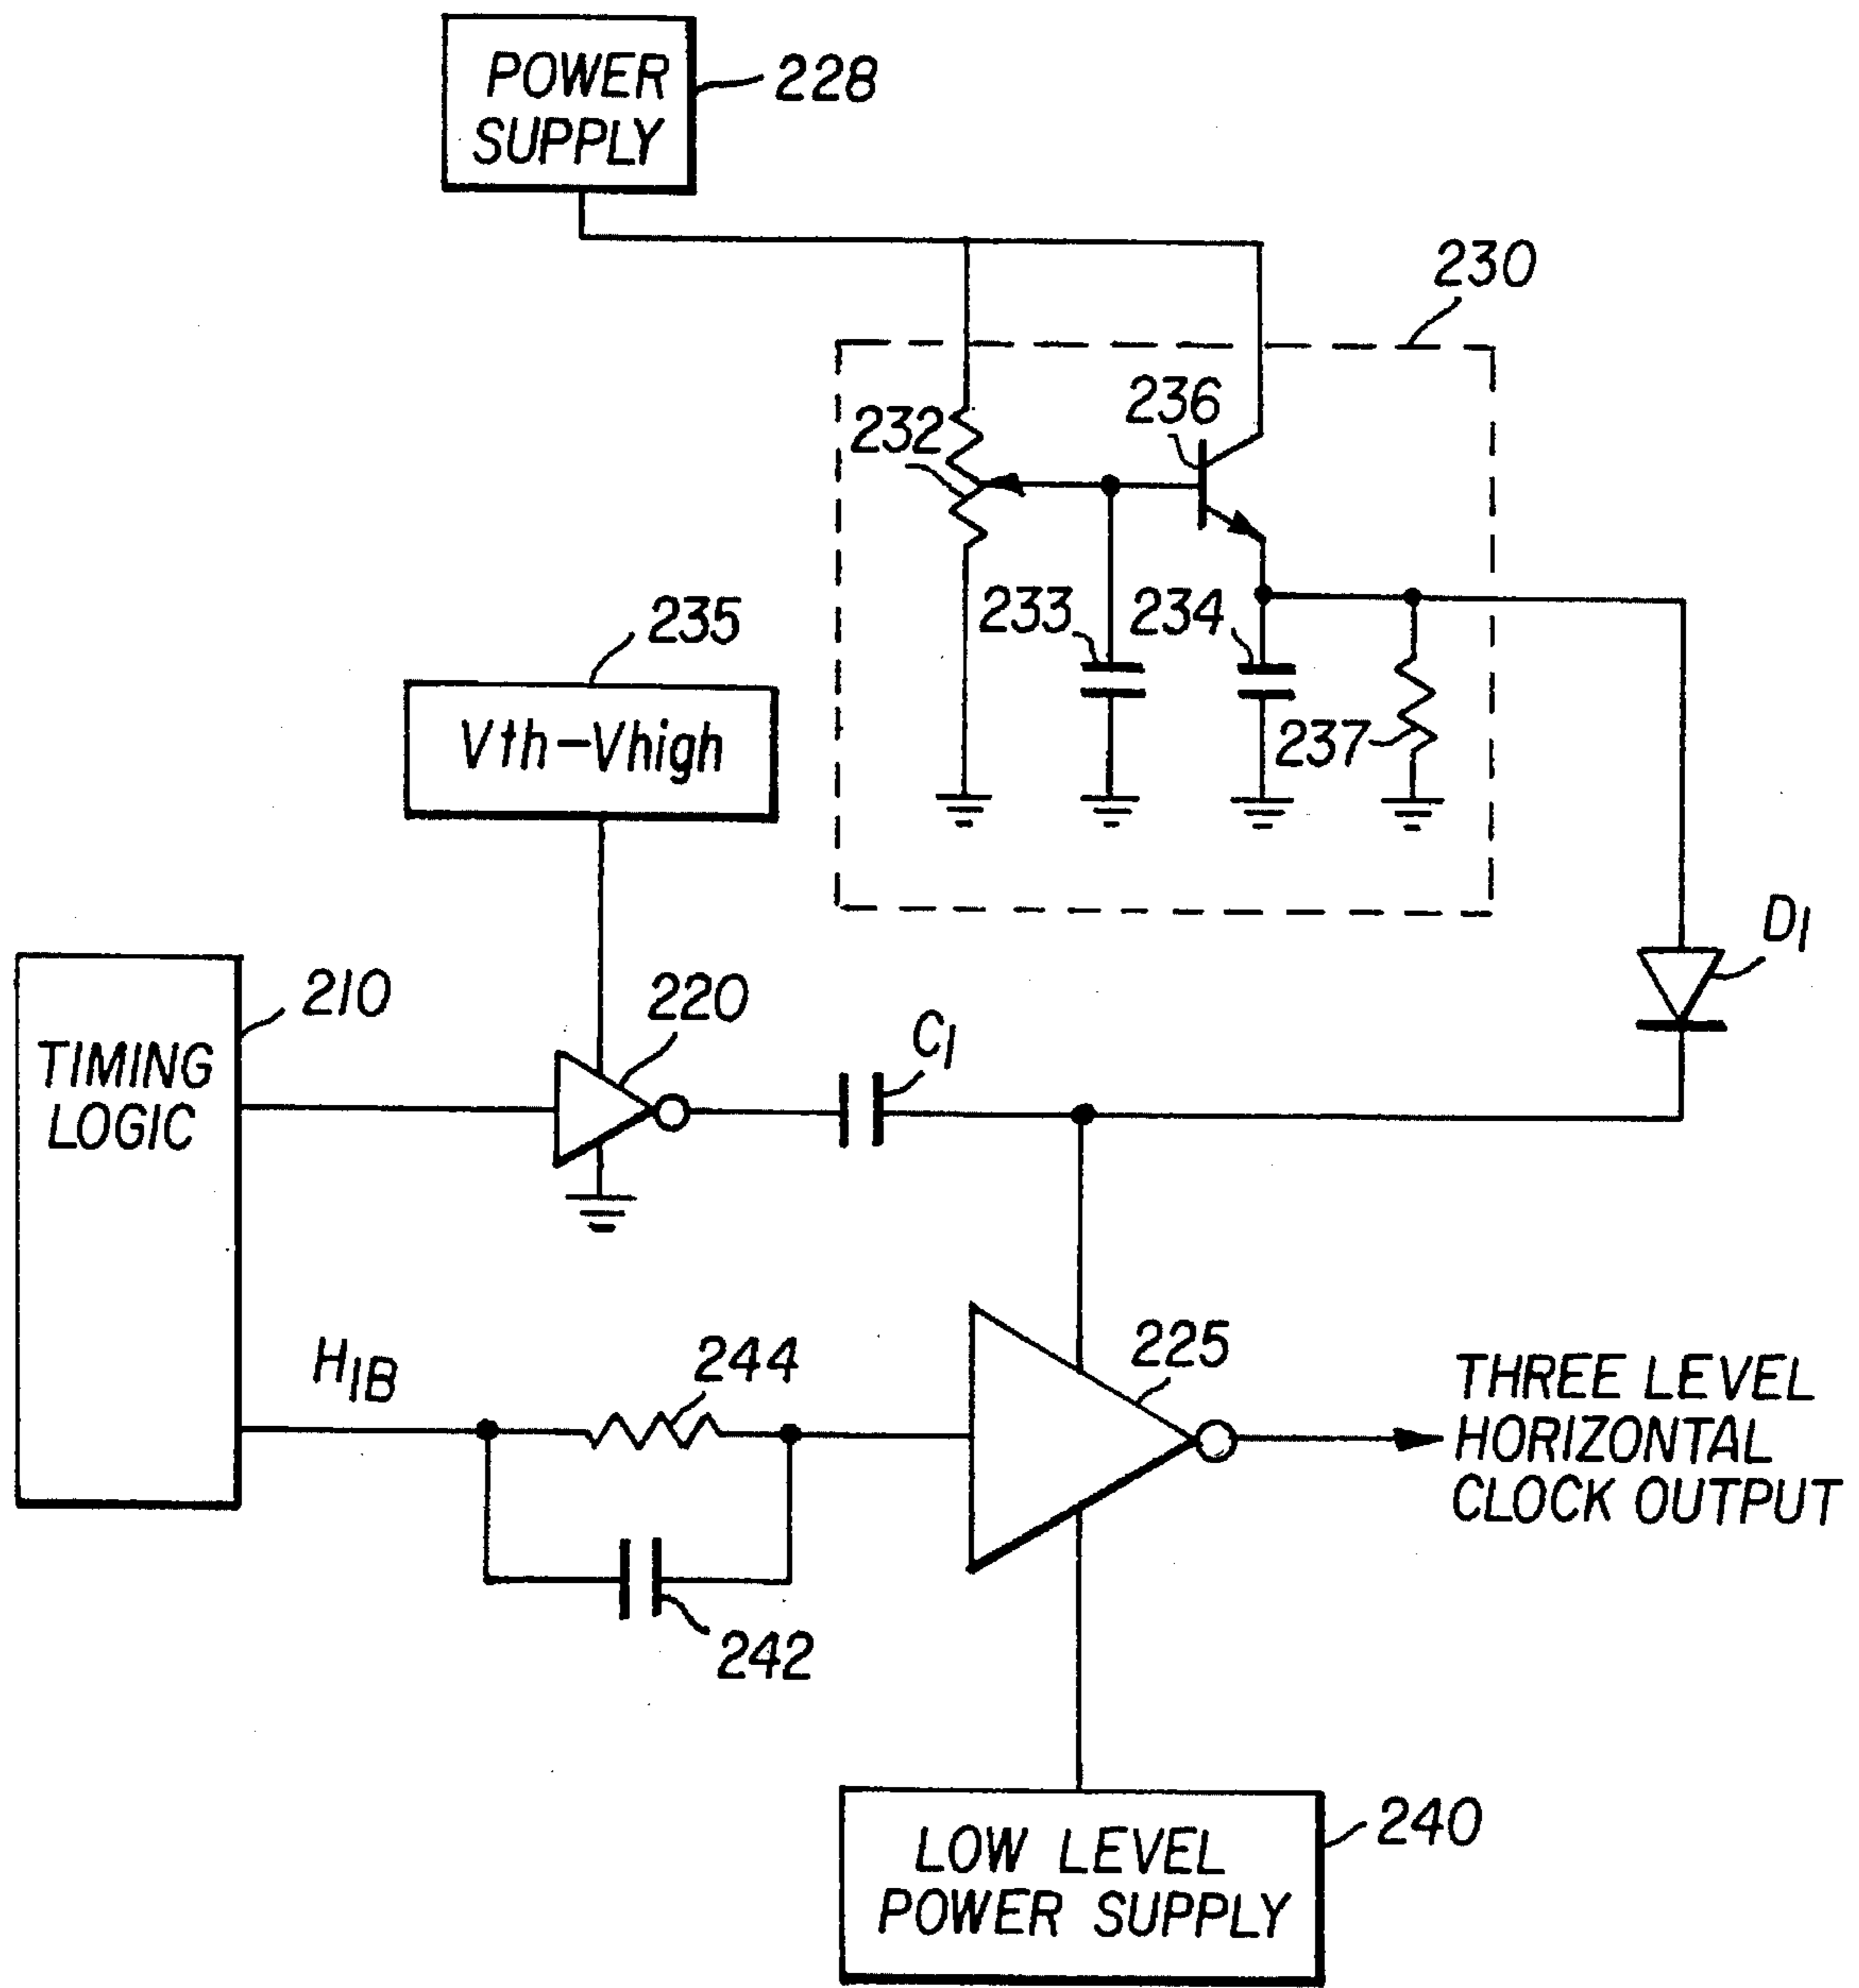 POWER
SUPPLY
228
230
236
232
233
234
237
235
Vth-Vhigh
D1
210
220
C1
TIMING
LOGIC
H1B
244
225
THREE LEVEL
HORIZONTAL
CLOCK OUTPUT
242
240
LOW LEVEL
POWER SUPPLY